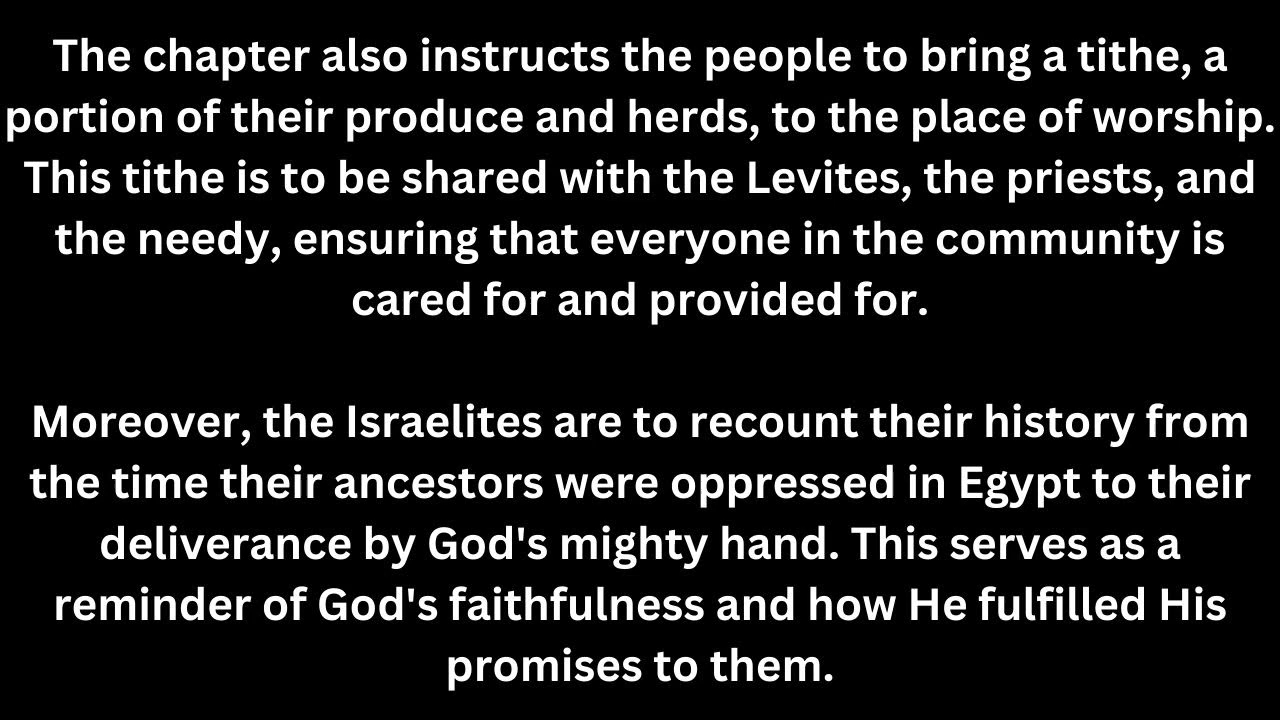 The chapter also instructs the people to bring a tithe, a
portion of their produce and herds, to the place of worship.
This tithe is to be shared with the Levites, the priests, and
the needy, ensuring that everyone in the community is
cared for and provided for.
Moreover, the Israelites are to recount their history from
the time their ancestors were oppressed in Egypt to their
deliverance by God's mighty hand. This serves as a
reminder of God's faithfulness and how He fulfilled His
promises to them.